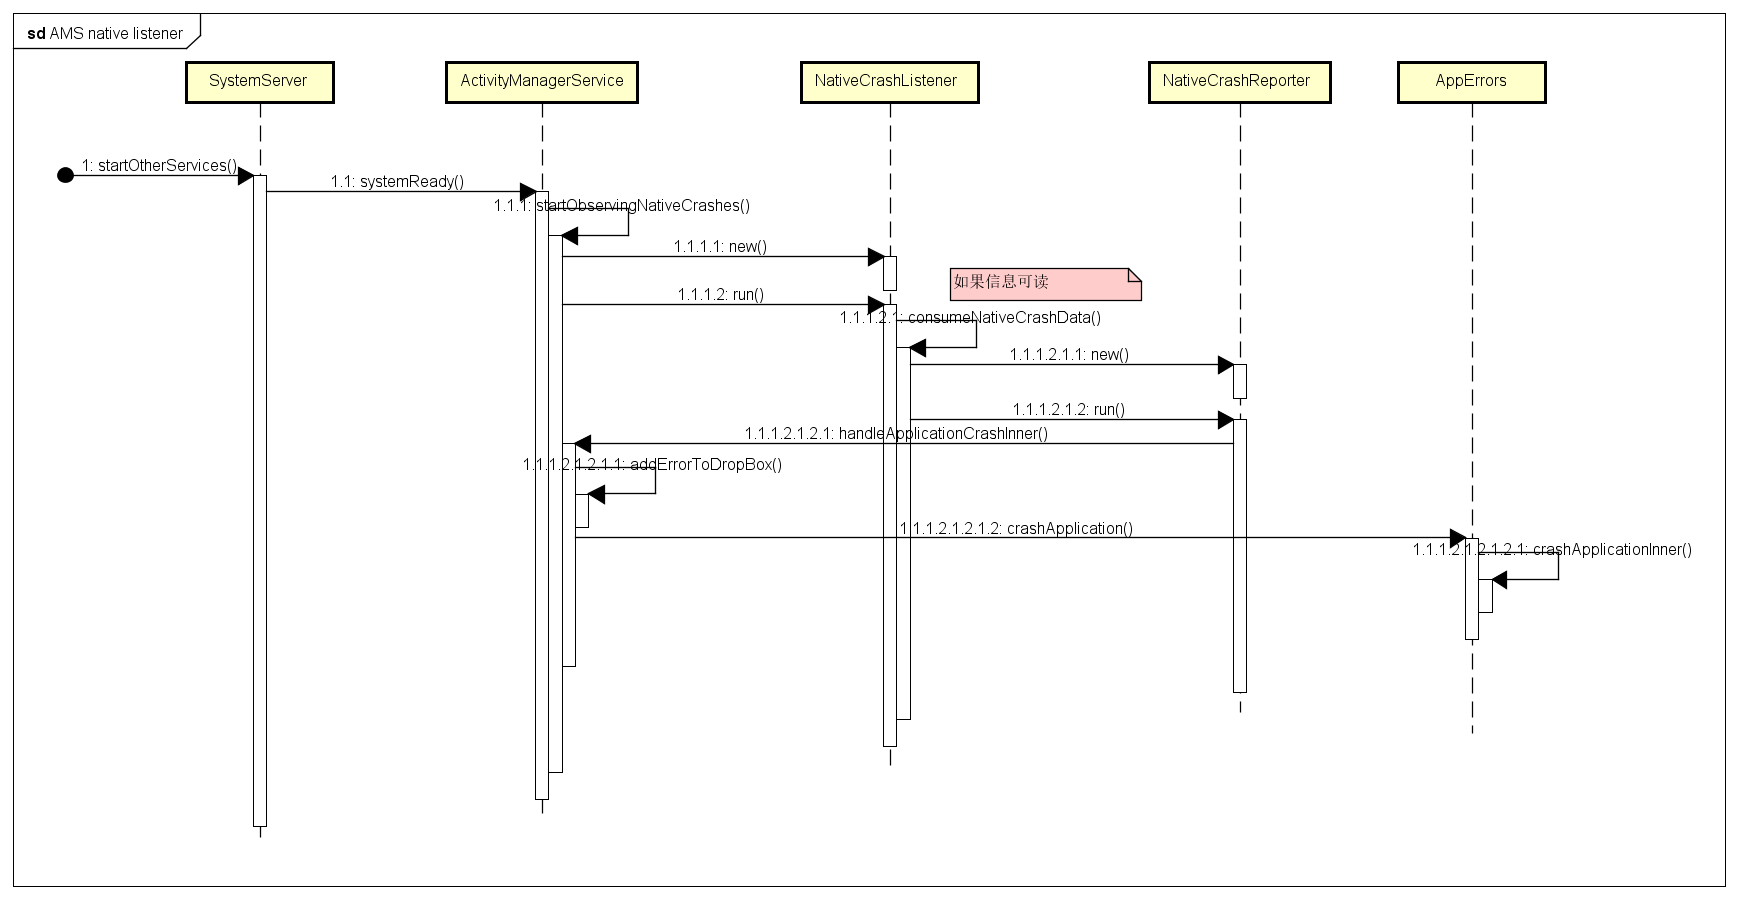 sd AMS native listener
SystemServer
ActivityManagerService
NativeCrashListener
NativeCrashReporter
AppErrors
1: startOtherServices()
1.1: systemReady()
1.1.1: startObservingNativeCrashes()
1.1.1.1: new()
如果信息可读
1.1.1.2: run()
1.1.1.2.1: consumeNativeCrashData()
1.1.1.2.1.1: new()
1.1.1.2.1.2: run()
1.1.1.2.1.2.1: handleApplicationCrashInner()
1.1.1.2.1.2.1.1: addErrorToDropBox()
1.1.1.2.1.2.1.2: crashApplication()
1.1.1.2.1.2.1.2.1: crashApplicationInner()